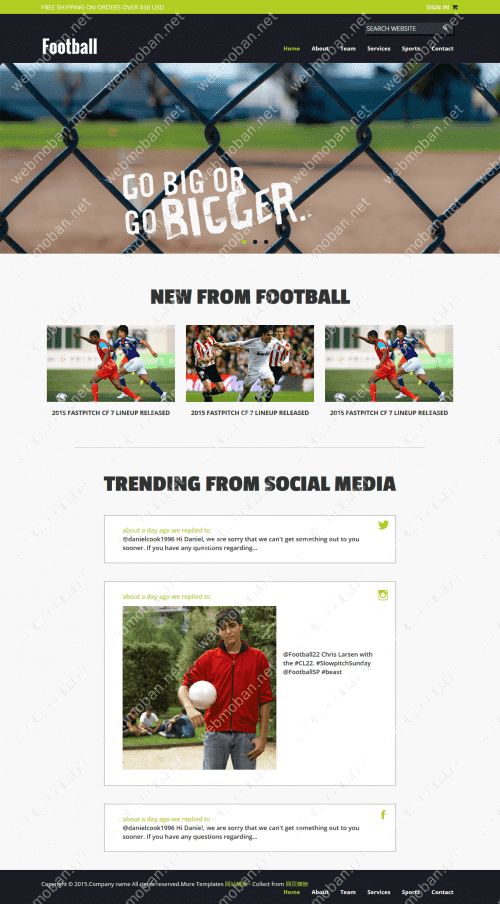 FREE SHIPPING ON ORDERS OVER $50 USD
SIGN IN
SEARCH WEBSITE
Football
Home About Team Services Sports Contact
GO BIG OR
GO BIGGER..
NEW FROM FOOTBALL
2015 FASTPITCH CF 7 LINEUP RELEASED
2015 FASTPITCH CF 7 LINEUP RELEASED
2015 FASTPITCH CF 7 LINEUP RELEASED
TRENDING FROM SOCIAL MEDIA
about a day ago we replied to
@danielcook1996 Hi Daniel, we are sorry that we can't get something out to you
sooner. If you have any questions regarding...
about a day ago we replied to
@Football22 Chris Larsen with
the #CL22. #SlowpitchSunday
@FootballSP #beast
about a day ago we replied to
@danielcook1996 Hi Daniel, we are sorry that we can't get something out to you
sooner. If you have any questions regarding...
Copyright © 2015.Company name All rights reserved.More Templates 网站模板 - Collect from 网页模板
Home About Team Services Sports Contact
webmoban.net